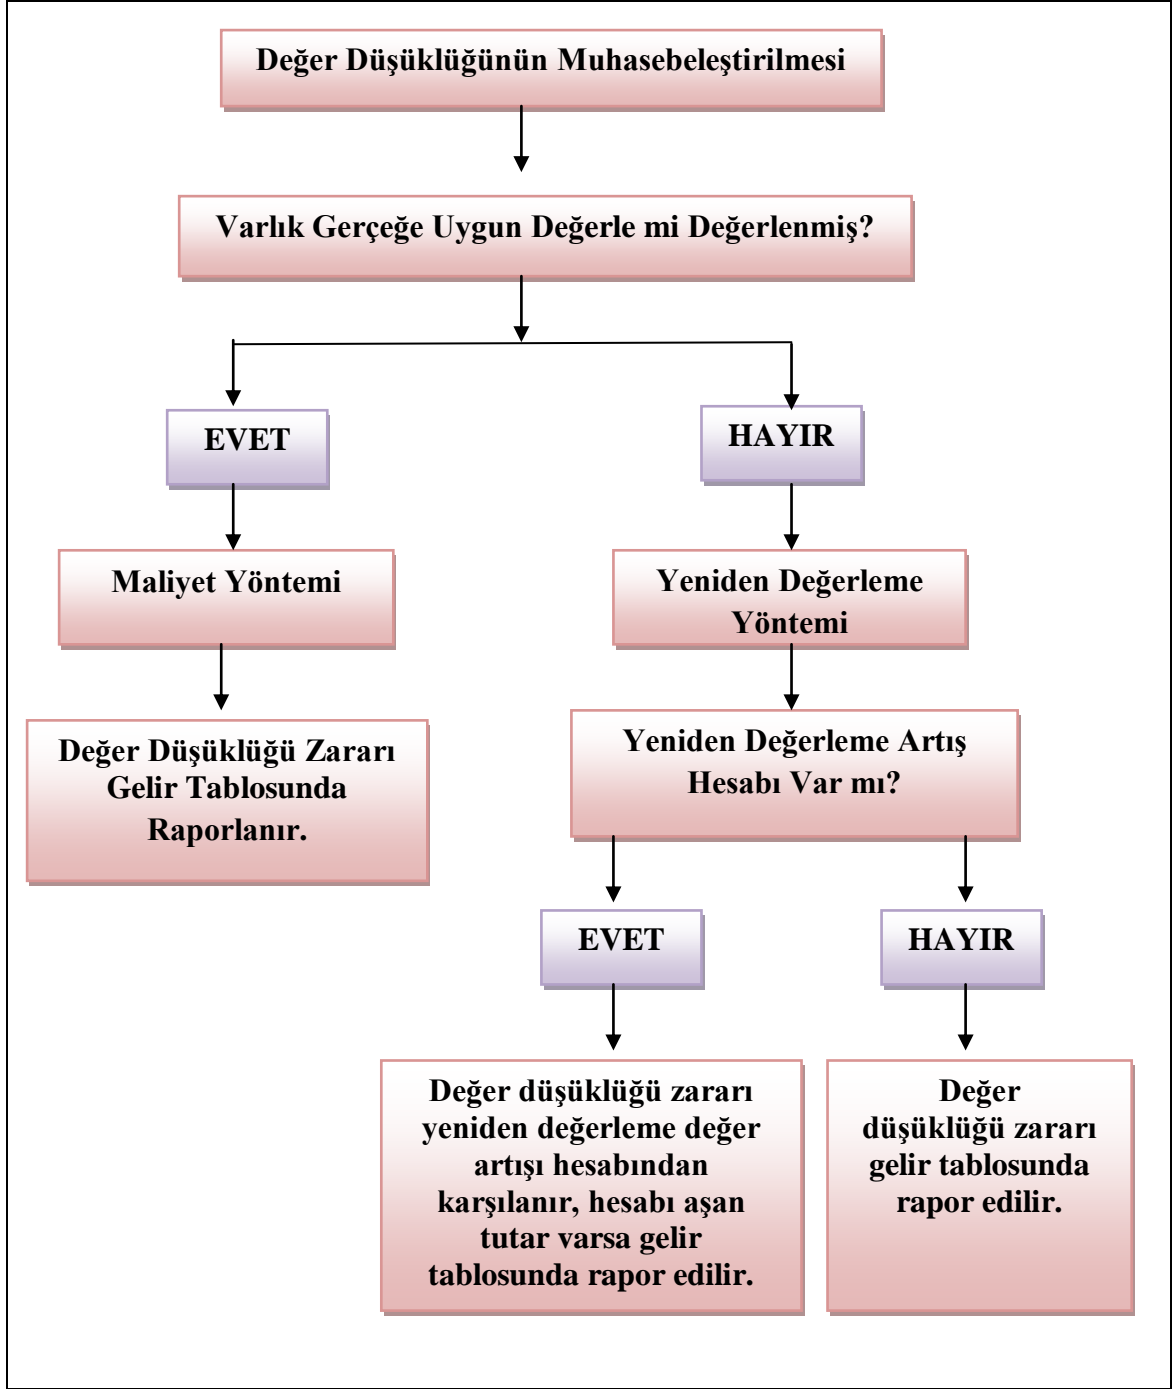 Değer Düşüklüğünün Muhasebeleştirilmesi
Varlık Gerçeğe Uygun Değerle mi Değerlenmiş?
EVET
HAYIR
Maliyet Yöntemi
Yeniden Değerleme
Yöntemi
Değer Düşüklüğü Zararı
Gelir Tablosunda
Raporlanır.
Yeniden Değerleme Artış
Hesabı Var mı?
EVET
HAYIR
Değer düşüklüğü zararı
yeniden değerleme değer
artışı hesabından
karşılanır, hesabı aşan
tutar varsa gelir
tablosunda rapor edilir.
Değer
düşüklüğü zararı
gelir tablosunda
rapor edilir.